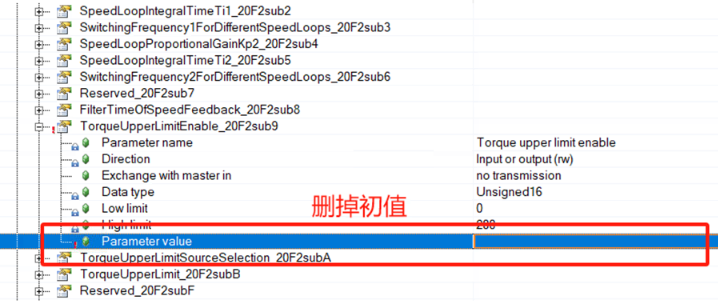 SpeedLoopIntegralTimeTi1_20F2sub2
SwitchingFrequency1ForDifferentSpeedLoops_20F2sub3
SpeedLoopProportionalGainKp2_20F2sub4
SpeedLoopIntegralTimeTi2_20F2sub5
SwitchingFrequency2ForDifferentSpeedLoops_20F2sub6
Reserved_20F2sub7
FilterTimeOfSpeedFeedback_20F2sub8
TorqueUpperLimitEnable_20F2sub9
Parameter name Torque upper limit enable
Direction Input or output (rw)
Exchange with master in no transmission
Data type Unsigned16
Low limit 0
删掉初值
High limit 200
Parameter value
TorqueUpperLimitSourceSelection_20F2subA
TorqueUpperLimit_20F2subB
Reserved_20F2subF